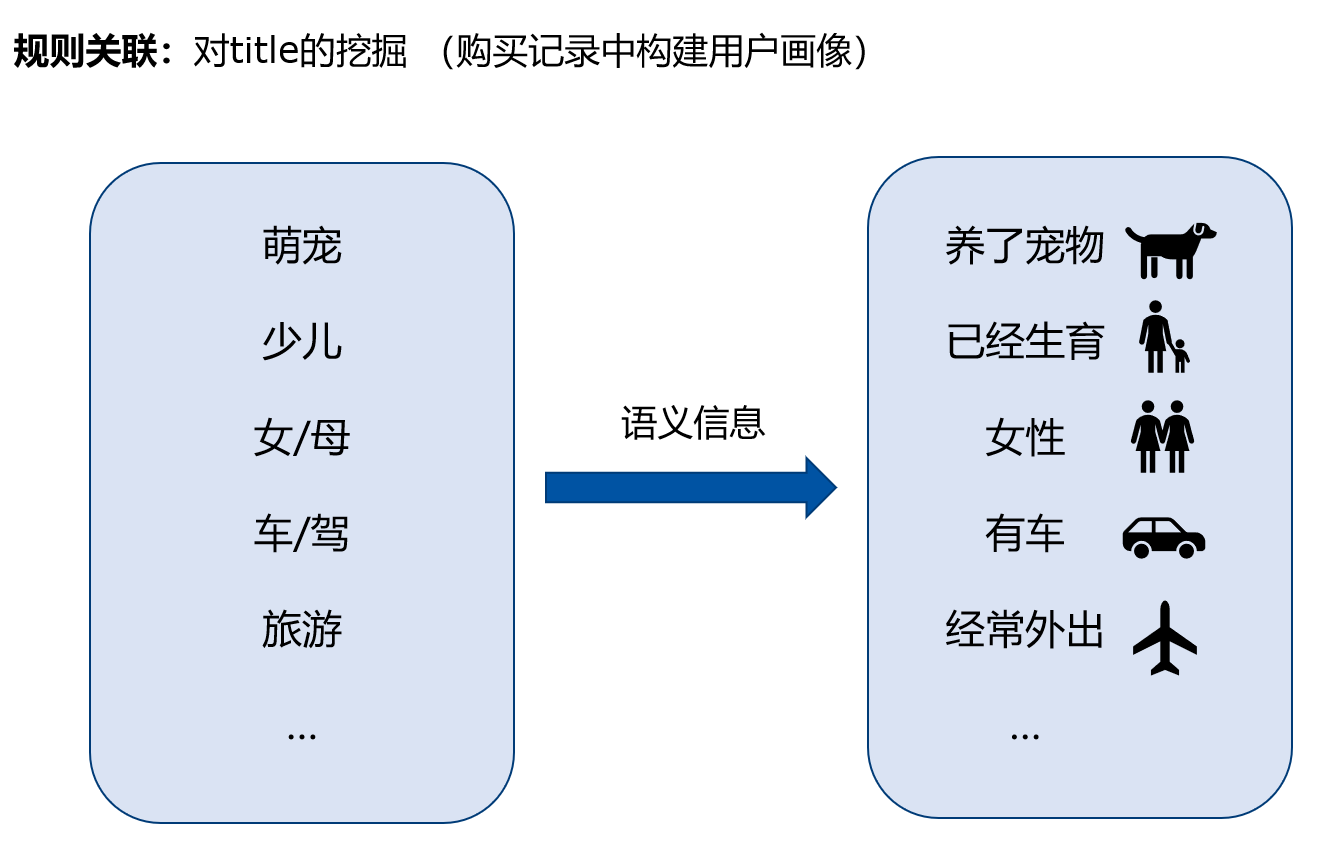 规则关联：对title的挖掘 （购买记录中构建用户画像）
萌宠
少儿
女/母
车/驾
旅游
...
语义信息
养了宠物
已经生育
女性
有车
经常外出
...